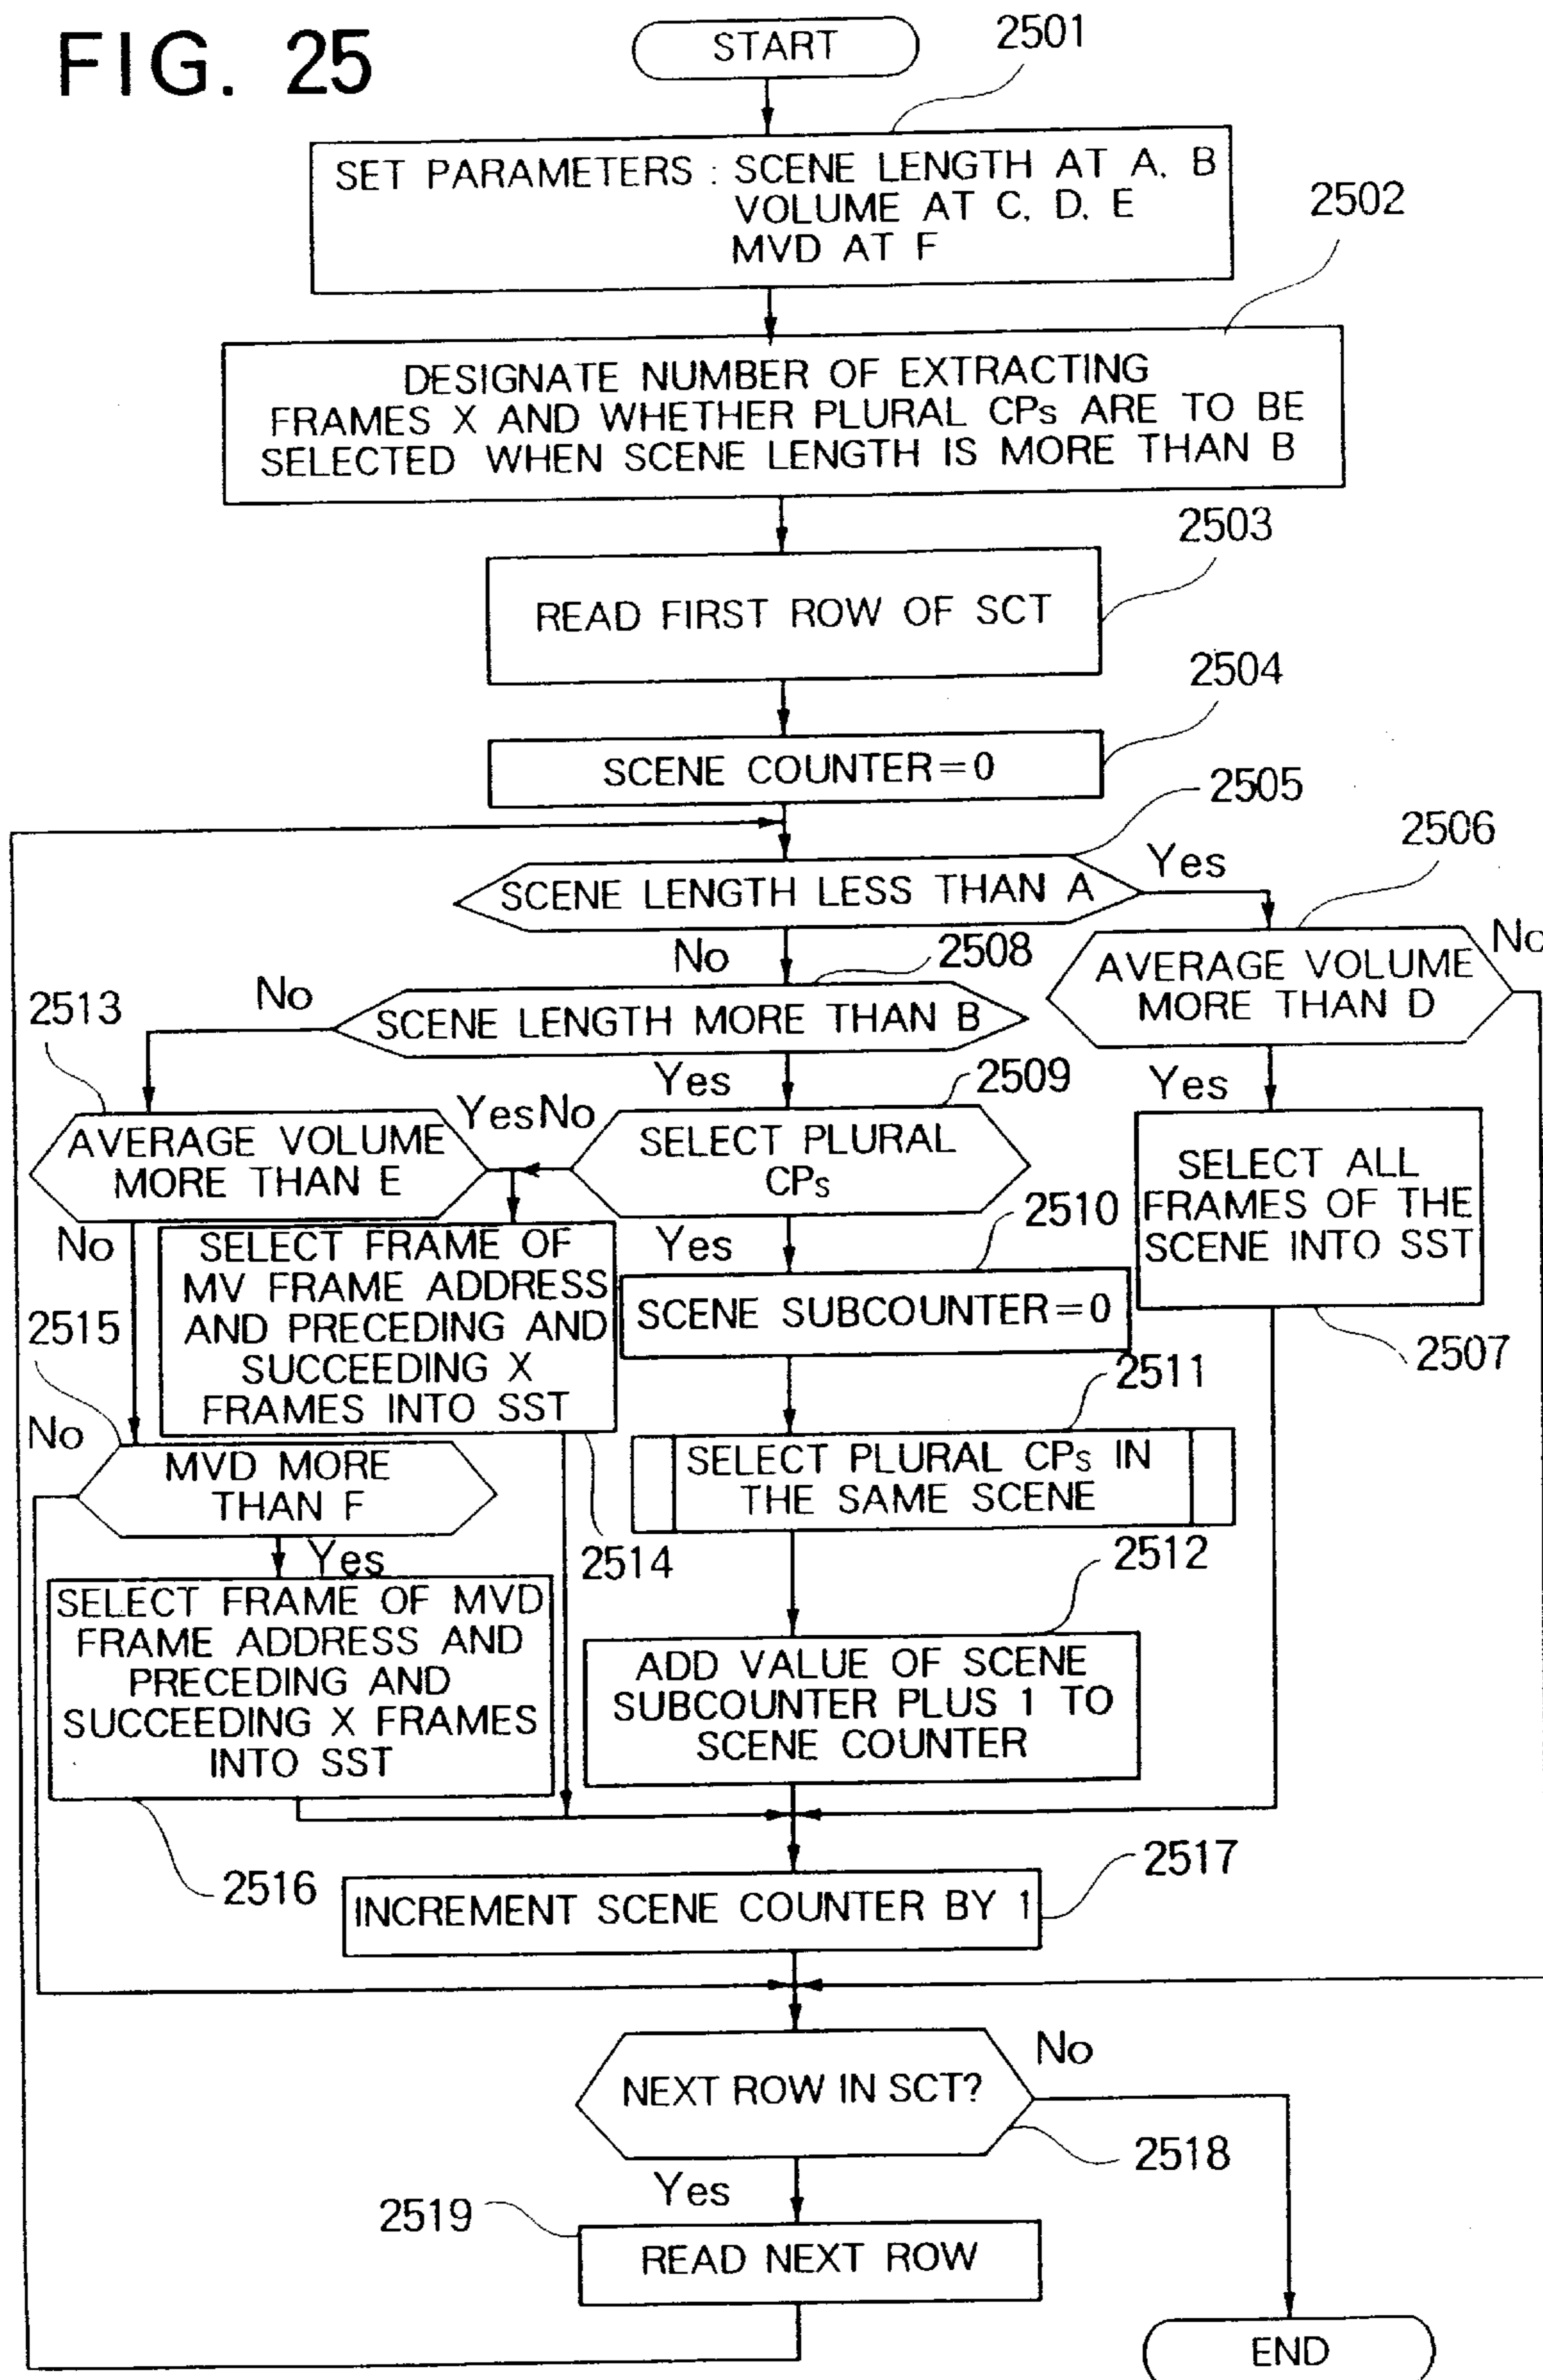 FIG. 25
START
2501
SET PARAMETERS : SCENE LENGTH AT A, B
VOLUME AT C, D, E
MVD AT F
2502
DESIGNATE NUMBER OF EXTRACTING
FRAMES X AND WHETHER PLURAL CPs ARE TO BE
SELECTED WHEN SCENE LENGTH IS MORE THAN B
2503
READ FIRST ROW OF SCT
2504
SCENE COUNTER=0
2505
SCENE LENGTH LESS THAN A
Yes
2506
No
No
2508
AVERAGE VOLUME
MORE THAN D
2513
No
SCENE LENGTH MORE THAN B
Yes
2509
Yes
AVERAGE VOLUME
MORE THAN E
Yes
No
SELECT PLURAL
CPs
SELECT ALL
FRAMES OF THE
SCENE INTO SST
2507
No
SELECT FRAME OF
MV FRAME ADDRESS
AND PRECEDING AND
SUCCEEDING X
FRAMES INTO SST
Yes
2510
SCENE SUBCOUNTER=0
2515
2511
No
MVD MORE
THAN F
SELECT PLURAL CPs IN
THE SAME SCENE
Yes
2514
2512
SELECT FRAME OF MVD
FRAME ADDRESS AND
PRECEDING AND
SUCCEEDING X FRAMES
INTO SST
ADD VALUE OF SCENE
SUBCOUNTER PLUS 1 TO
SCENE COUNTER
2516
2517
INCREMENT SCENE COUNTER BY 1
No
NEXT ROW IN SCT?
2518
Yes
2519
READ NEXT ROW
END